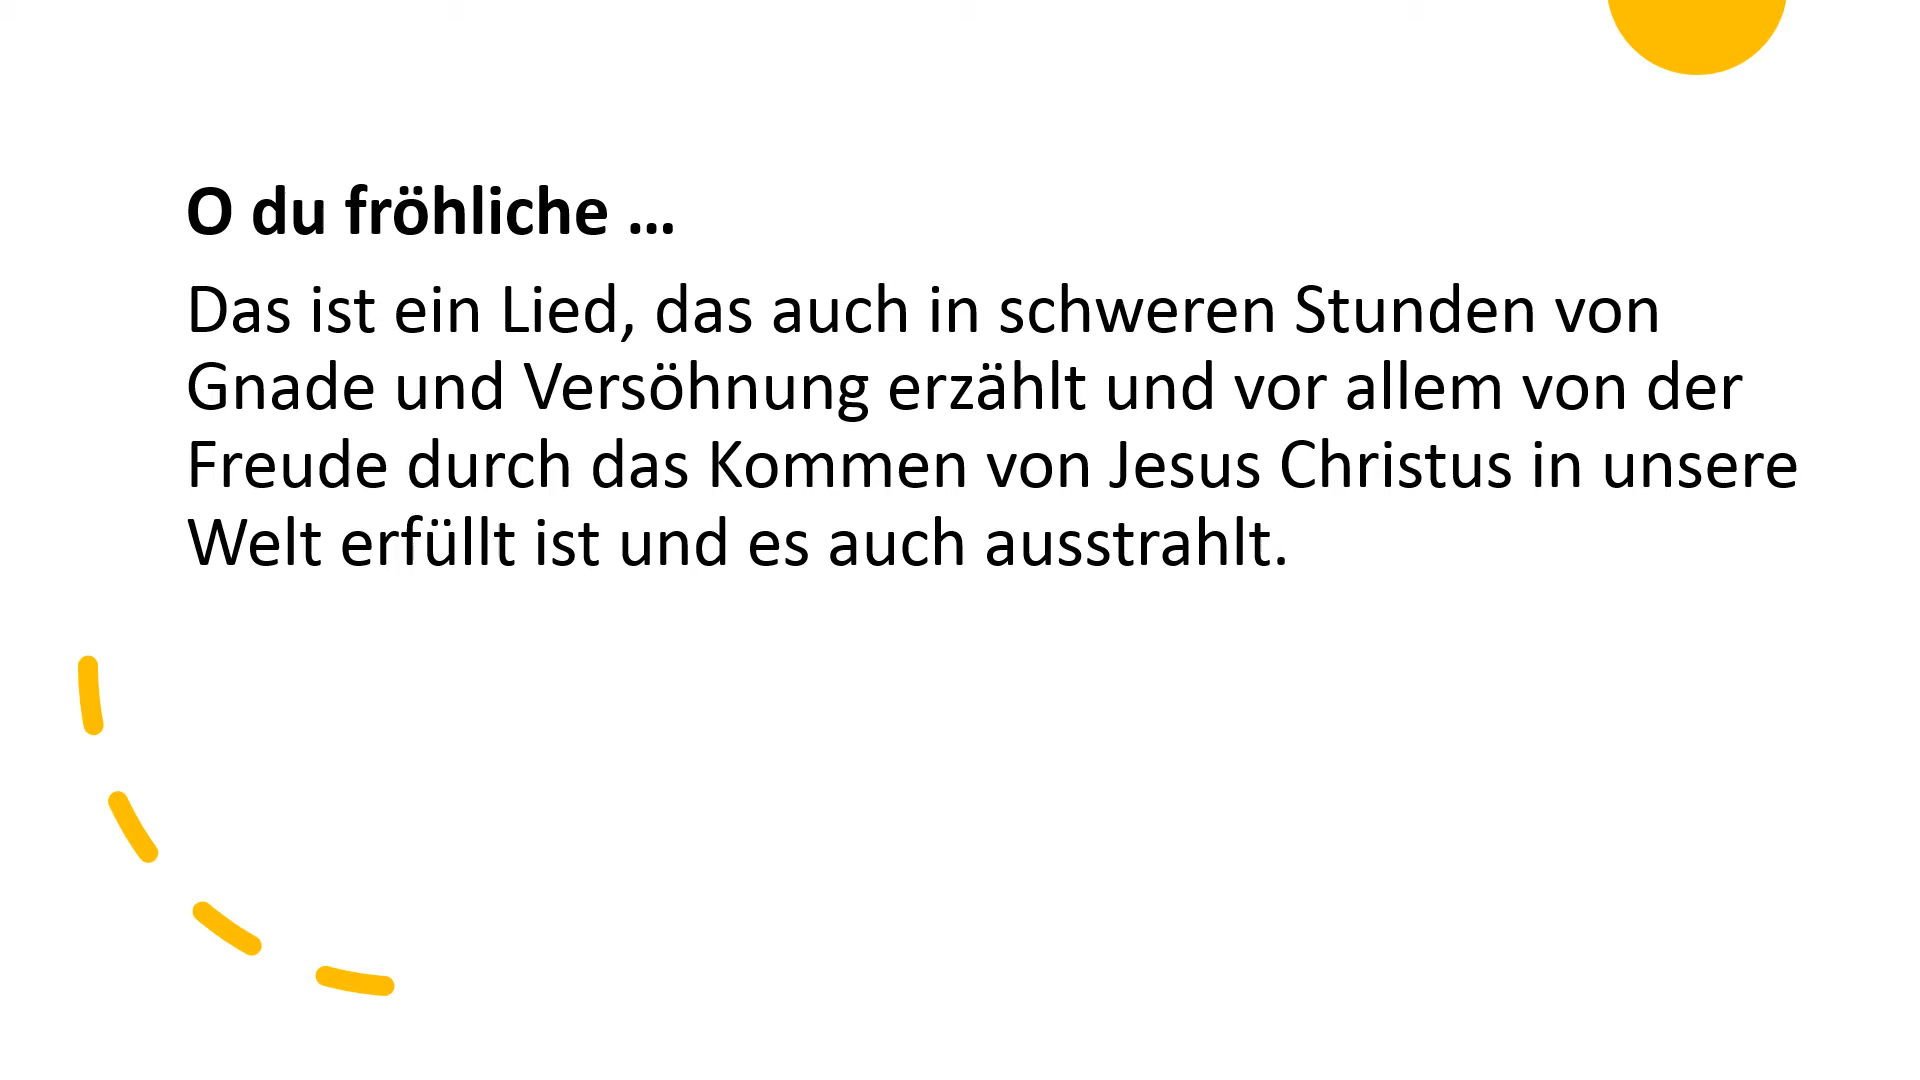 O du fröhliche …
Das ist ein Lied, das auch in schweren Stunden von
Gnade und Versöhnung erzählt und vor allem von der
Freude durch das Kommen von Jesus Christus in unsere
Welt erfüllt ist und es auch ausstrahlt.